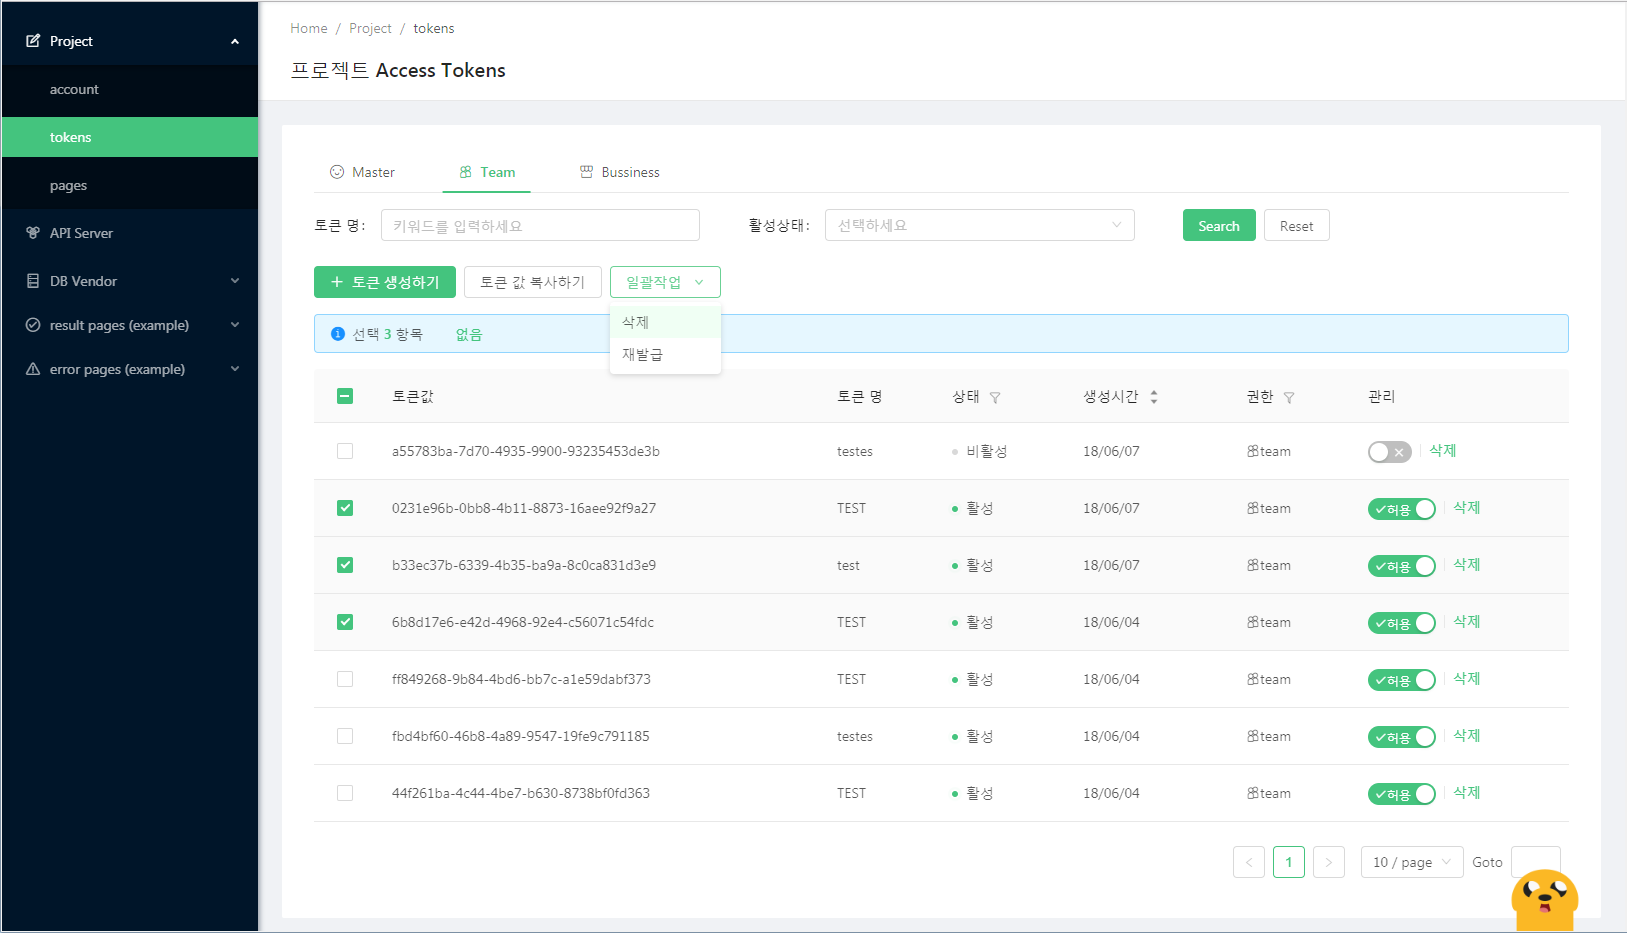 Project
account
tokens
pages
API Server
DB Vendor
result pages (example)
error pages (example)
Home / Project / tokens
프로젝트 Access Tokens
Master Team Bussiness
토큰 명: 키워드를 입력하세요 활성상태: 선택하세요 Search Reset
+ 토큰 생성하기 토큰 값 복사하기 일괄작업
삭제
재발급
선택 3 항목 없음
토큰값 토큰 명 상태 생성시간 권한 관리
a55783ba-7d70-4935-9900-93235453de3b testes 비활성 18/06/07 team 삭제
0231e96b-0bb8-4b11-8873-16aee92f9a27 TEST 활성 18/06/07 team 허용 삭제
b33ec37b-6339-4b35-ba9a-8c0ca831d3e9 test 활성 18/06/07 team 허용 삭제
6b8d17e6-e42d-4968-92e4-c56071c54fdc TEST 활성 18/06/04 team 허용 삭제
ff849268-9b84-4bd6-bb7c-a1e59dabf373 TEST 활성 18/06/04 team 허용 삭제
fbd4bf60-46b8-4a89-9547-19fe9c791185 testes 활성 18/06/04 team 허용 삭제
44f261ba-4c44-4be7-b630-8738bf0fd363 TEST 활성 18/06/04 team 허용 삭제
< 1 > 10 / page Goto